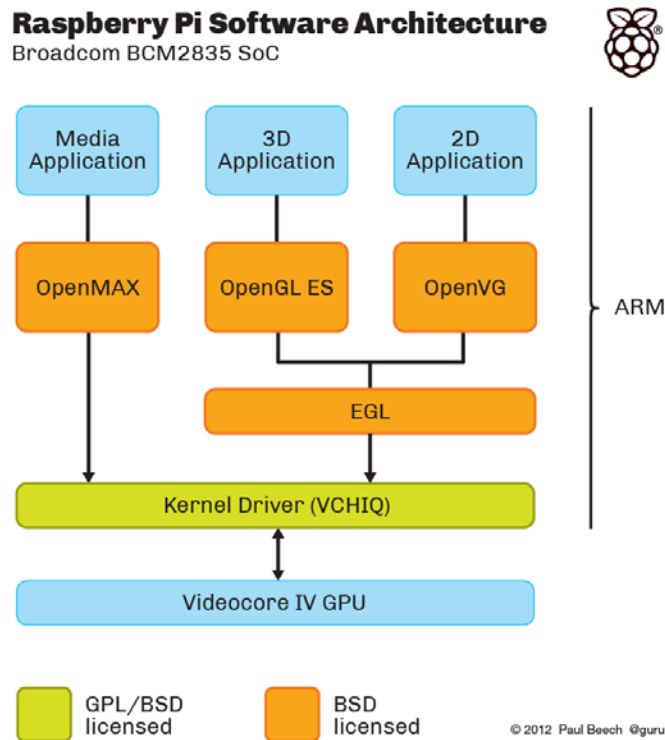 Raspberry Pi Software Architecture
Broadcom BCM2835 SoC
®
Media
Application
3D
Application
2D
Application
OpenMAX
OpenGL ES
OpenVG
ARM
EGL
Kernel Driver (VCHIQ)
Videocore IV GPU
GPL/BSD
licensed
BSD
licensed
© 2012 Paul Beech @guru